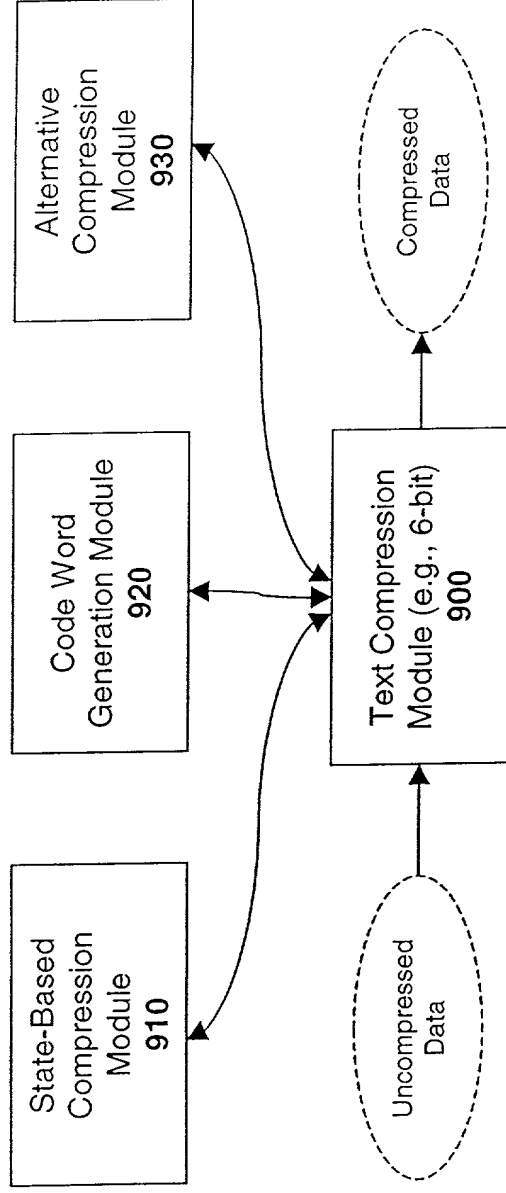 State-Based
Compression
Module
910
Code Word
Generation Module
920
Alternative
Compression
Module
930
Uncompressed
Data
Text Compression
Module (e.g., 6-bit)
900
Compressed
Data